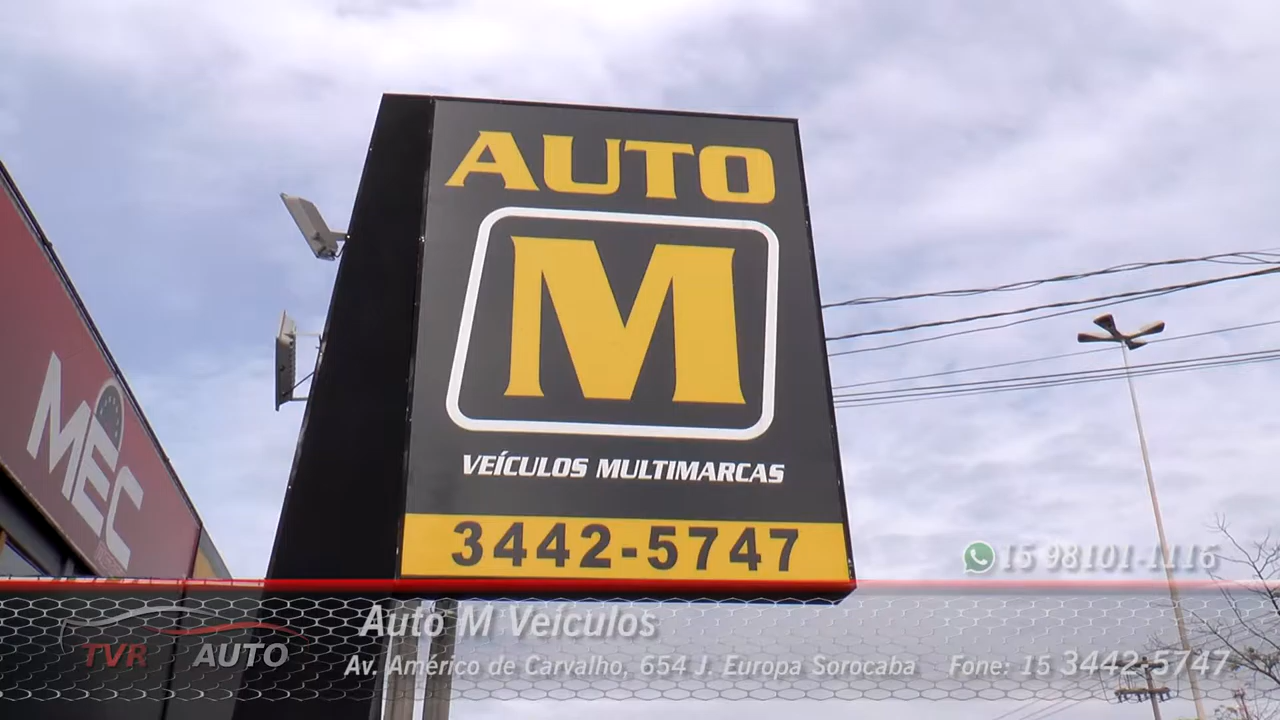 AUTO
M
VEÍCULOS MULTIMARCAS
3442-5747
MEC
15 98101-1116
Auto M Veículos
TVR AUTO
Av. Américo de Carvalho, 654 J. Europa Sorocaba Fone: 15 3442-5747